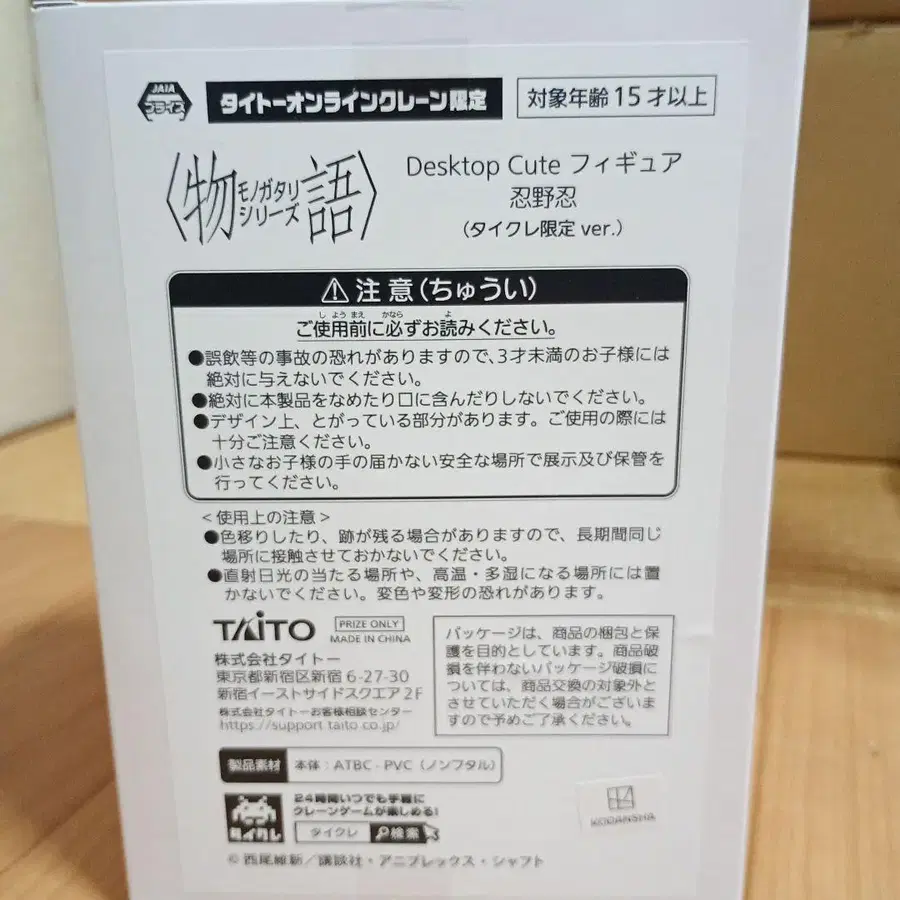 JAIA
プライズ
タイトーオンラインクレーン限定
対象年齢15才以上
〈物語〉
モノガタリ
シリーズ
Desktop Cute フィギュア
忍野忍
(タイクレ限定 ver.)
⚠注意(ちゅうい)
しようまえ かなら よ
ご使用前に必ずお読みください。
●誤飲等の事故の恐れがありますので、3才未満のお子様には
絶対に与えないでください。
●絶対に本製品をなめたり口に含んだりしないでください。
●デザイン上、とがっている部分があります。ご使用の際には
十分ご注意ください。
●小さなお子様の手の届かない安全な場所で展示及び保管を
行ってください。
<使用上の注意>
●色移りしたり、跡が残る場合がありますので、長期間同じ
場所に接触させておかないでください。
●直射日光の当たる場所や、高温・多湿になる場所には置
かないでください。変色や変形の恐れがあります。
TAITO
PRIZE ONLY
MADE IN CHINA
株式会社タイトー
東京都新宿区新宿 6-27-30
新宿イーストサイドスクエア 2F
株式会社タイトーお客様相談センター
https://support.taito.co.jp/
パッケージは、商品の梱包と保
護を目的としています。商品破
損を伴わないパッケージ破損に
ついては、商品交換の対象外と
させていただく場合がございま
すので予めご了承ください。
製品素材 本体:ATBC-PVC(ノンフタル)
24時間いつでも手軽に
クレーンゲームが楽しめる!
タイクレ
タイクレ 検索
KODANSHA
©西尾維新/講談社・アニプレックス・シャフト